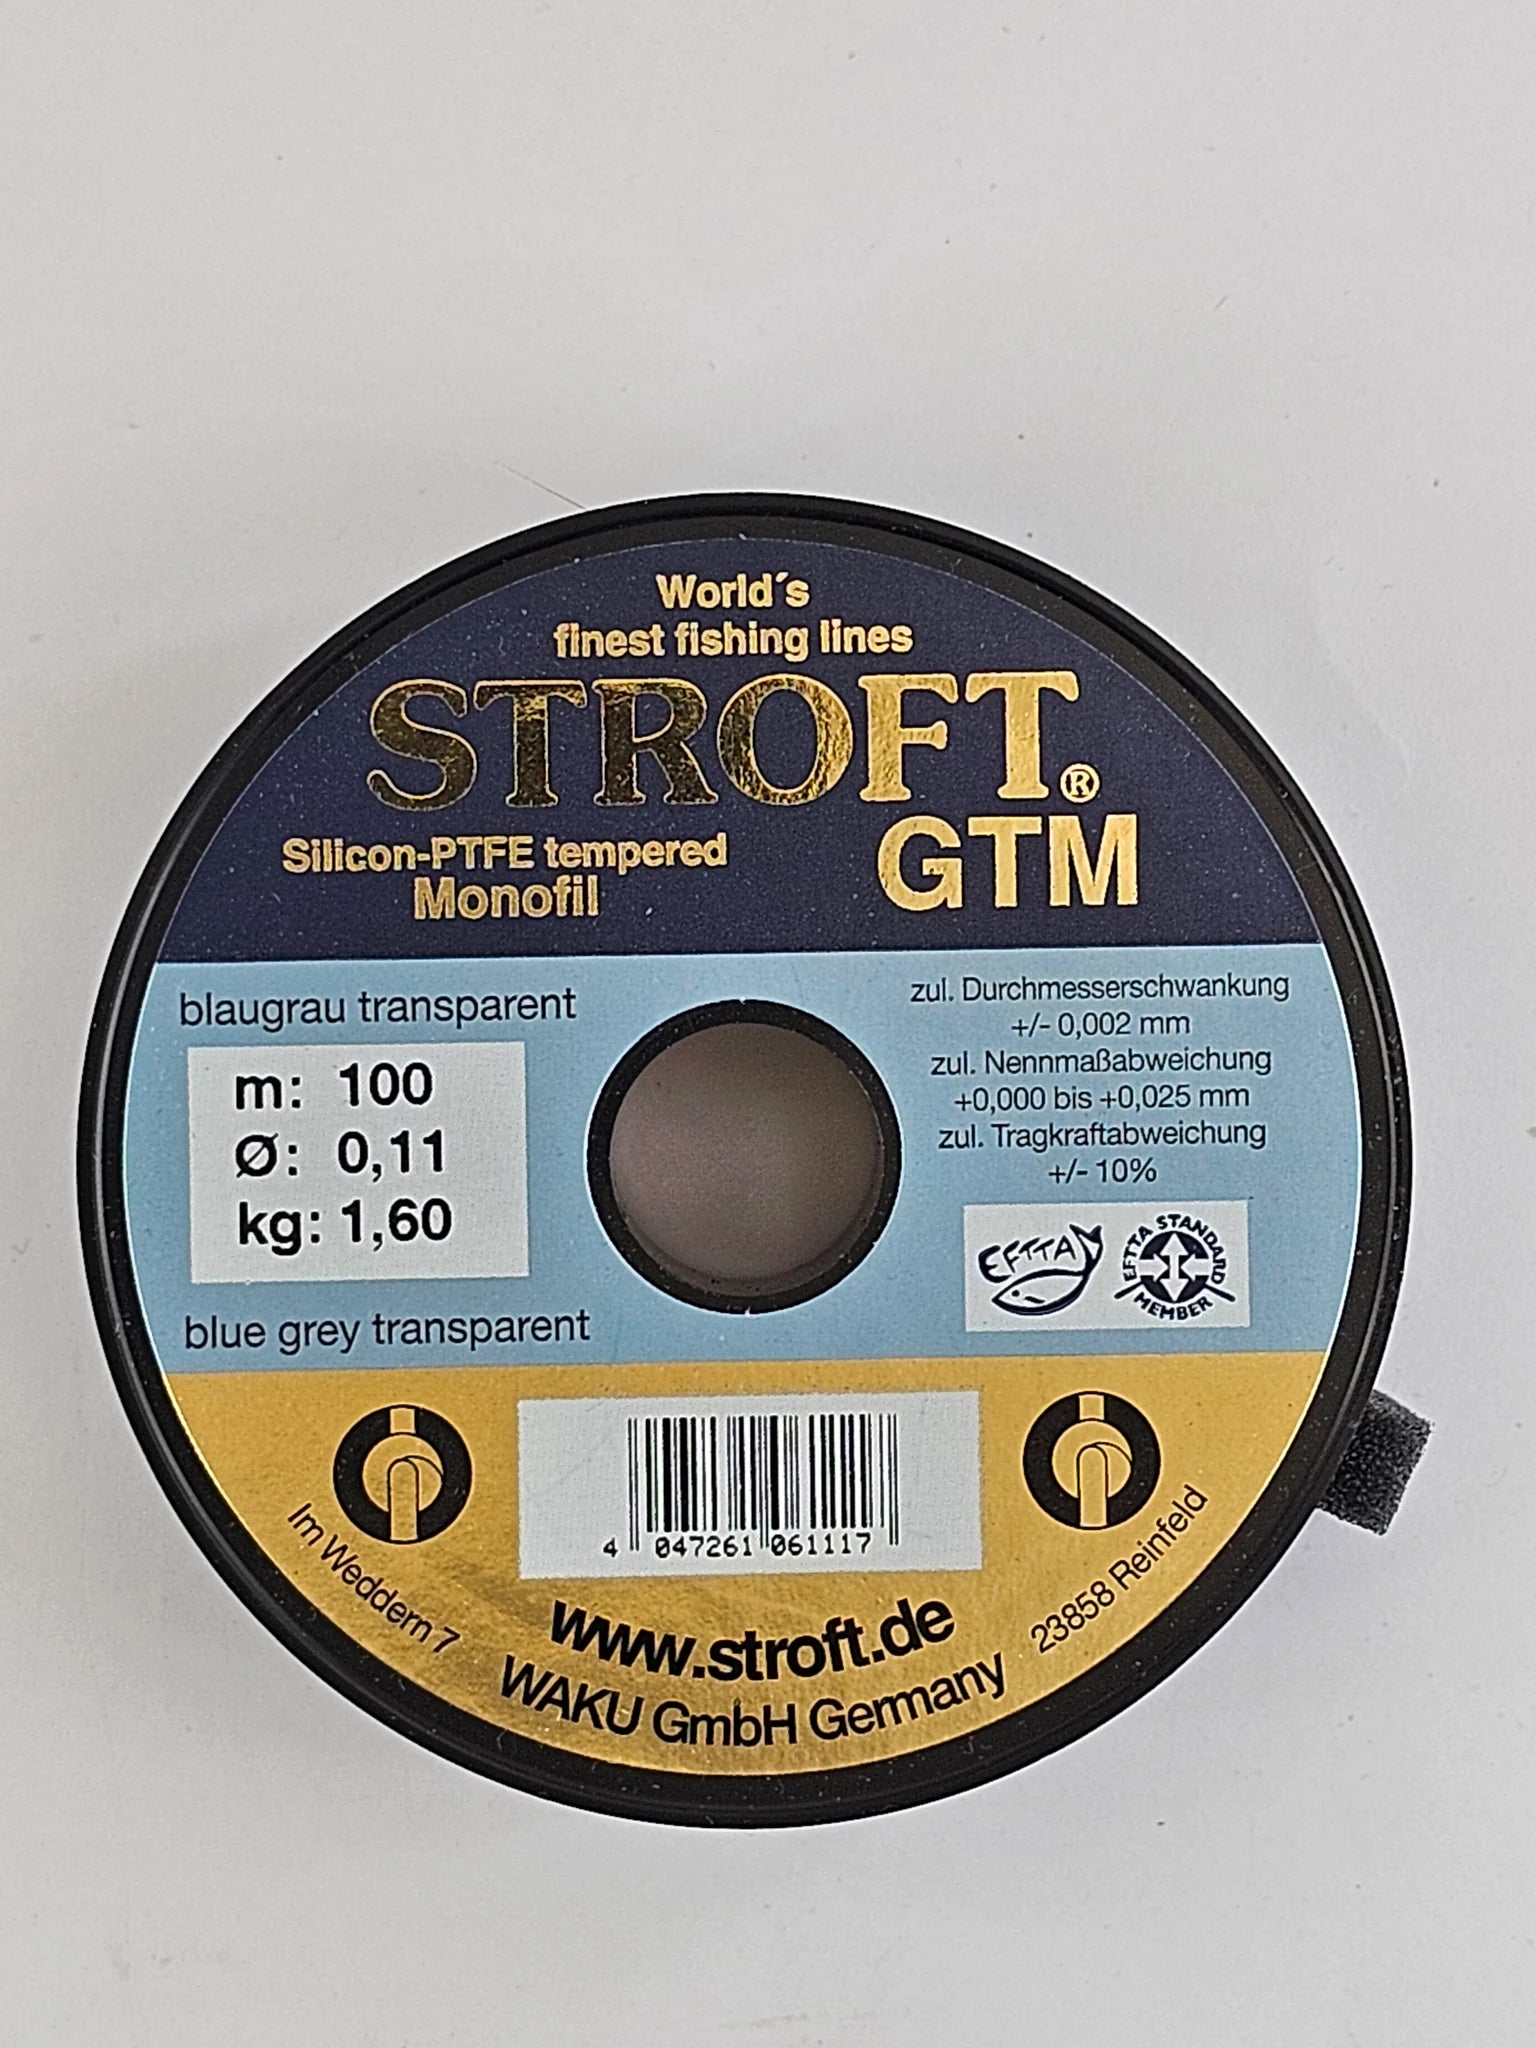 World´s
finest fishing lines
STROFT®
GTM
Silicon-PTFE tempered
Monofil
blaugrau transparent
m: 100
Ø: 0,11
kg: 1,60
blue grey transparent
zul. Durchmesserschwankung
+/- 0,002 mm
zul. Nennmaßabweichung
+0,000 bis +0,025 mm
zul. Tragkraftabweichung
+/- 10%
EFTTA
EFTTA STANDARD
MEMBER
4 047261 061117
Im Weddern 7
www.stroft.de
WAKU GmbH Germany
23858 Reinfeld